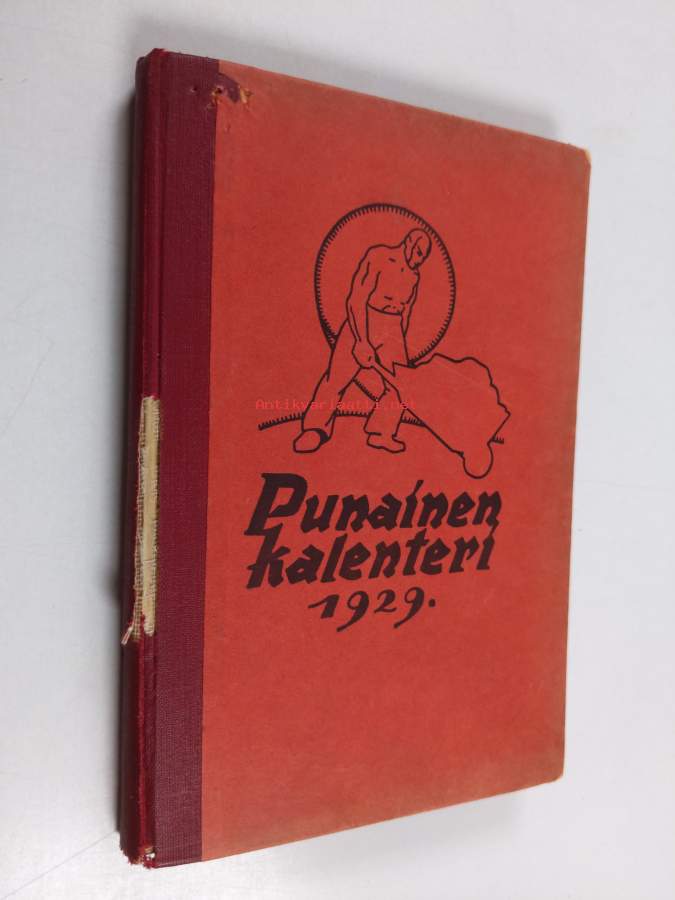 Antikvariaatti.net
Punainen
kalenteri
1929.